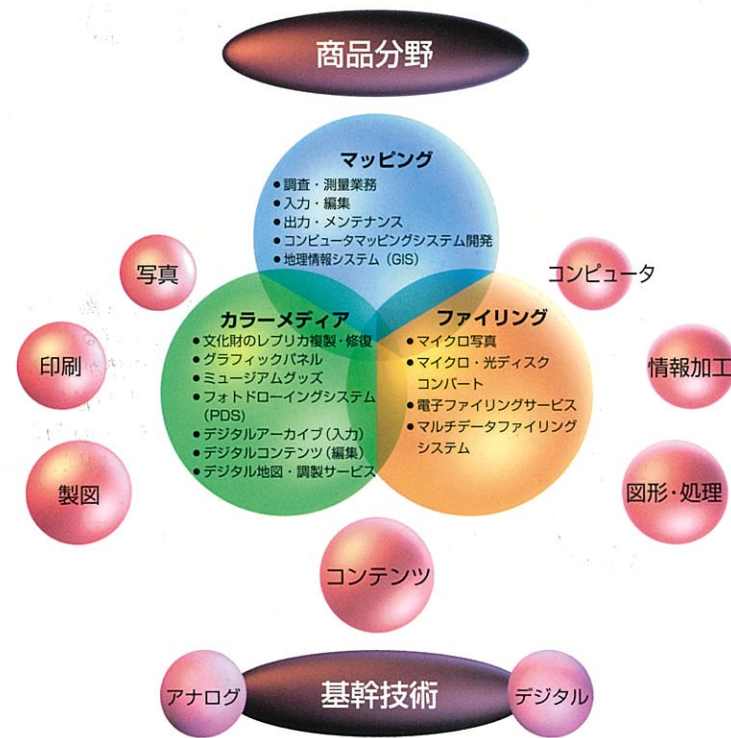 商品分野
マッピング
●調査・測量業務
●入力・編集
●出力・メンテナンス
●コンピュータマッピングシステム開発
●地理情報システム(GIS)
写真
コンピュータ
カラーメディア
●文化財のレプリカ複製・修復
●グラフィックパネル
●ミュージアムグッズ
●フォトドローイングシステム
(PDS)
●デジタルアーカイブ(入力)
●デジタルコンテンツ(編集)
●デジタル地図・調製サービス
ファイリング
●マイクロ写真
●マイクロ・光ディスク
コンバート
●電子ファイリングサービス
●マルチデータファイリング
システム
印刷
情報加工
製図
図形・処理
コンテンツ
アナログ
基幹技術
デジタル